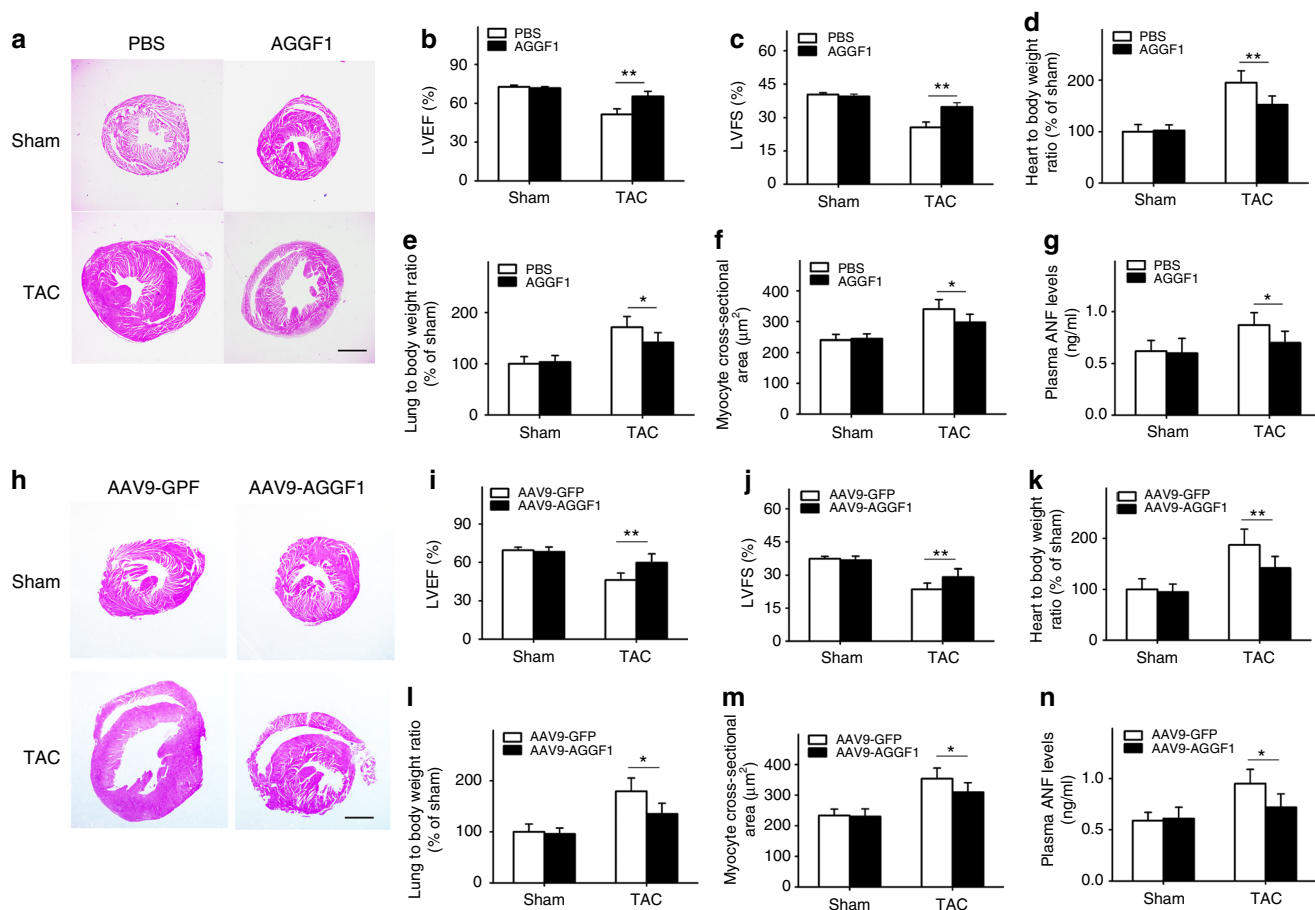 a
PBS
AGGF1
Sham
TAC
b
PBS
AGGF1
LVEF (%)
90
60
30
0
**
Sham
TAC
c
PBS
AGGF1
LVFS (%)
60
45
30
15
0
**
Sham
TAC
d
PBS
AGGF1
Heart to body weight
ratio (% of sham)
200
100
0
**
Sham
TAC
e
PBS
AGGF1
Lung to body weight ratio
(% of sham)
200
100
0
*
Sham
TAC
f
PBS
AGGF1
Myocyte cross-sectional
area (μm²)
400
300
200
100
0
*
Sham
TAC
g
PBS
AGGF1
Plasma ANF levels
(ng/ml)
1.0
0.5
0.0
*
Sham
TAC
h
AAV9-GPF
AAV9-AGGF1
Sham
TAC
i
AAV9-GFP
AAV9-AGGF1
LVEF (%)
90
60
30
0
**
Sham
TAC
j
AAV9-GFP
AAV9-AGGF1
LVFS (%)
60
45
30
15
0
**
Sham
TAC
k
AAV9-GFP
AAV9-AGGF1
Heart to body weight
ratio (% of sham)
200
100
0
**
Sham
TAC
l
AAV9-GFP
AAV9-AGGF1
Lung to body weight ratio
(% of sham)
200
100
0
*
Sham
TAC
m
AAV9-GFP
AAV9-AGGF1
Myocyte cross-sectional
area (μm²)
400
300
200
100
0
*
Sham
TAC
n
AAV9-GFP
AAV9-AGGF1
Plasma ANF levels
(ng/ml)
1.0
0.5
0.0
*
Sham
TAC